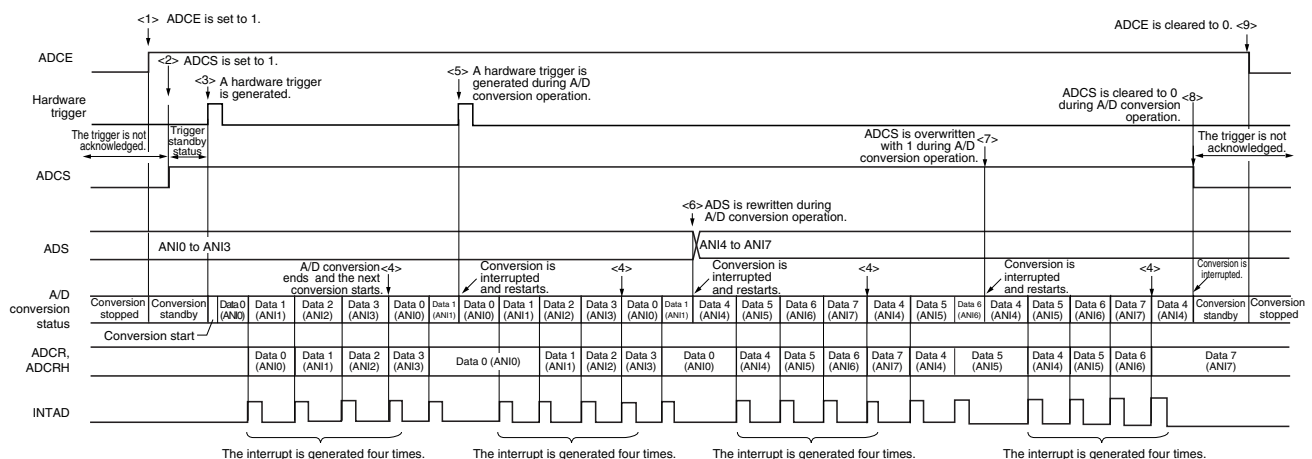 <1> ADCE is set to 1.
ADCE is cleared to 0. <9>
ADCE
<2> ADCS is set to 1.
<3> A hardware trigger
is generated.
<5> A hardware trigger is
generated during A/D
conversion operation.
ADCS is cleared to 0 <8>
during A/D conversion
operation.
Hardware
trigger
The trigger is not
acknowledged.
Trigger
standby
status
ADCS is overwritten <7>
with 1 during A/D
conversion operation.
The trigger is not
acknowledged.
ADCS
<6> ADS is rewritten during
A/D conversion operation.
ADS
ANI0 to ANI3
ANI4 to ANI7
A/D conversion <4>
ends and the next
conversion starts.
Conversion is
interrupted
and restarts.
<4>
Conversion is
interrupted
and restarts.
<4>
Conversion is
interrupted
and restarts.
<4>
Conversion is
interrupted.
A/D
conversion
status
Conversion stopped Conversion standby Data 0 (ANI0) Data 1 (ANI1) Data 2 (ANI2) Data 3 (ANI3) Data 0 (ANI0) Data 1 (ANI1) Data 0 (ANI0) Data 1 (ANI1) Data 2 (ANI2) Data 3 (ANI3) Data 0 (ANI0) Data 1 (ANI1) Data 4 (ANI4) Data 5 (ANI5) Data 6 (ANI6) Data 7 (ANI7) Data 4 (ANI4) Data 5 (ANI5) Data 6 (ANI6) Data 4 (ANI4) Data 5 (ANI5) Data 6 (ANI6) Data 7 (ANI7) Data 4 (ANI4) Conversion standby Conversion stopped
Conversion start
ADCR,
ADCRH
Data 0 (ANI0) Data 1 (ANI1) Data 2 (ANI2) Data 3 (ANI3) Data 0 (ANI0) Data 1 (ANI1) Data 2 (ANI2) Data 3 (ANI3) Data 0 (ANI0) Data 4 (ANI4) Data 5 (ANI5) Data 6 (ANI6) Data 7 (ANI7) Data 4 (ANI4) Data 5 (ANI5) Data 4 (ANI4) Data 5 (ANI5) Data 6 (ANI6) Data 7 (ANI7)
INTAD
The interrupt is generated four times.
The interrupt is generated four times.
The interrupt is generated four times.
The interrupt is generated four times.